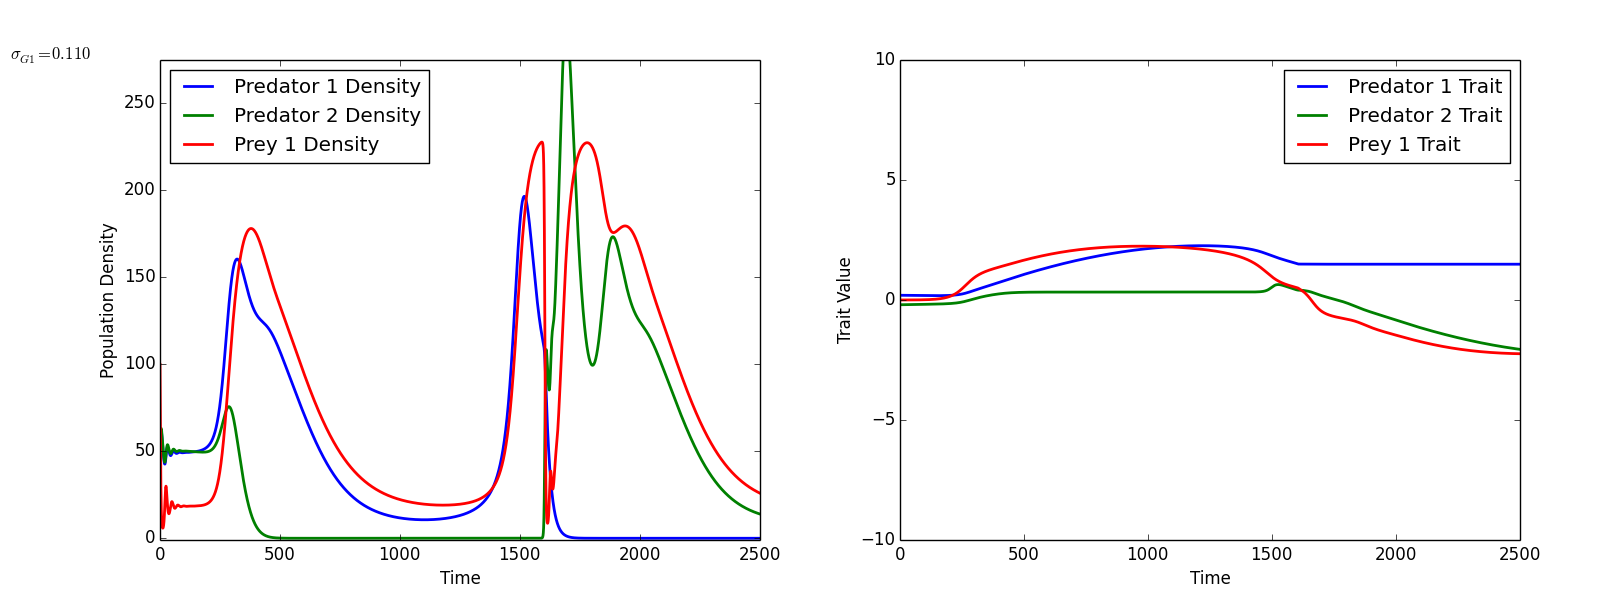 σG1=0.110
Predator 1 Density
Predator 2 Density
Prey 1 Density
Population Density
250
200
150
100
50
0
0 500 1000 1500 2000 2500
Time
Predator 1 Trait
Predator 2 Trait
Prey 1 Trait
Trait Value
10
5
0
−5
−10
0 500 1000 1500 2000 2500
Time